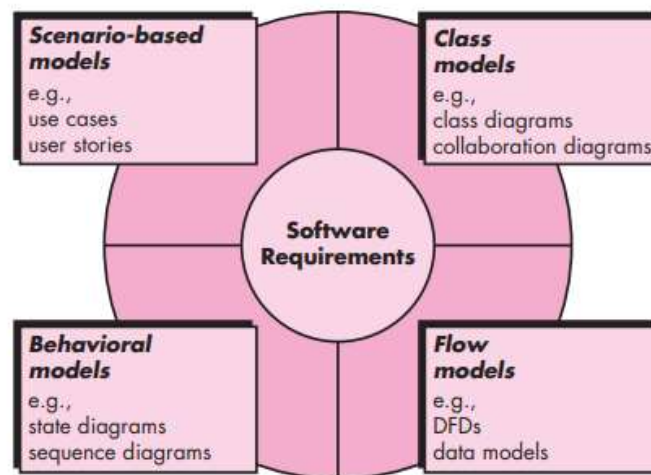 Scenario-based
models
e.g.,
use cases
user stories
Class
models
e.g.,
class diagrams
collaboration diagrams
Software
Requirements
Behavioral
models
e.g.,
state diagrams
sequence diagrams
Flow
models
e.g.,
DFDs
data models